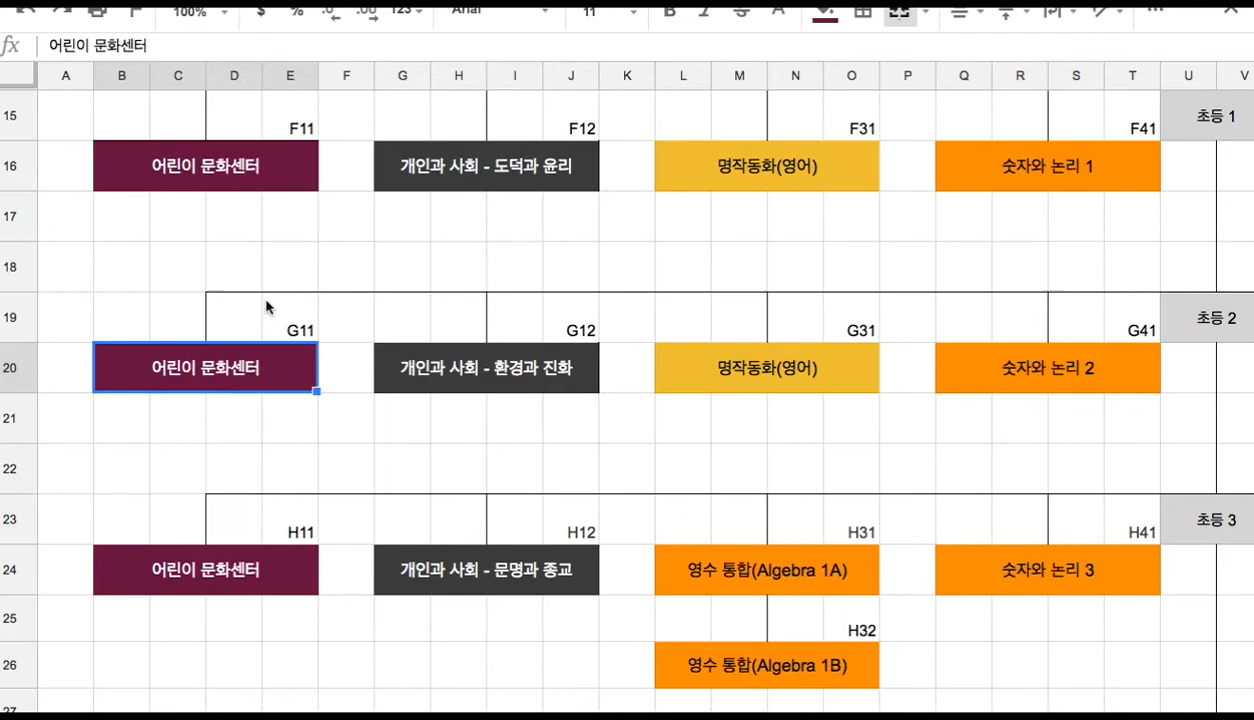 100% $ % .0 .00 123 Arial 11 B I S A ...
fx 어린이 문화센터
A B C D E F G H I J K L M N O P Q R S T U V
15 F11 F12 F31 F41 초등 1
16 어린이 문화센터 개인과 사회 - 도덕과 윤리 명작동화(영어) 숫자와 논리 1
17
18
19 G11 G12 G31 G41 초등 2
20 어린이 문화센터 개인과 사회 - 환경과 진화 명작동화(영어) 숫자와 논리 2
21
22
23 H11 H12 H31 H41 초등 3
24 어린이 문화센터 개인과 사회 - 문명과 종교 영수 통합(Algebra 1A) 숫자와 논리 3
25 H32
26 영수 통합(Algebra 1B)
27